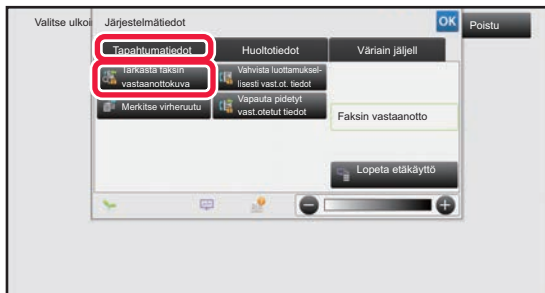 Valitse ulkoi
Järjestelmätiedot
OK
Poistu
Tapahtumatiedot
Huoltotiedot
Väriain jäljell
Tarkasta faksin
vastaanottokuva
Vahvista luottamuksel-
lisesti vast.ot. tiedot
Merkitse virheruutu
Vapauta pidetyt
vast.otetut tiedot
Faksin vastaanotto
Lopeta etäkäyttö